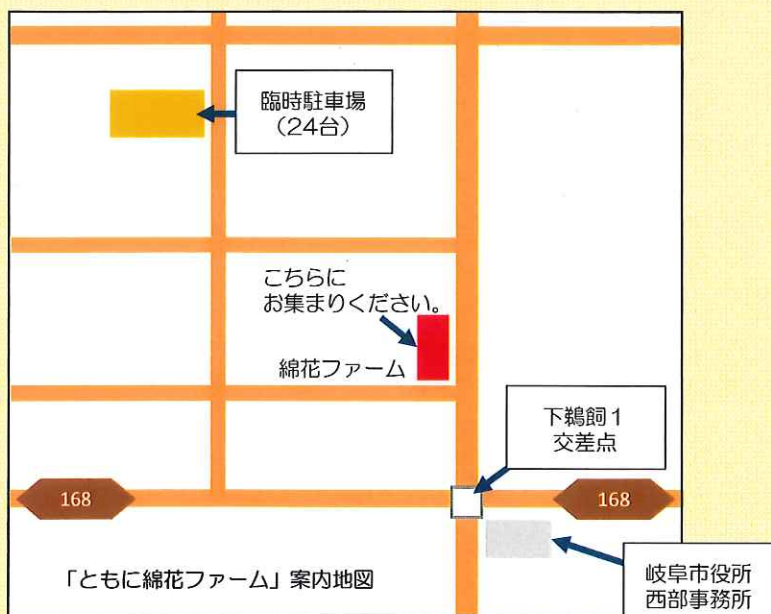 臨時駐車場
（24台）
こちらに
お集まりください。
綿花ファーム
下鵜飼１
交差点
168
168
「ともに綿花ファーム」案内地図
岐阜市役所
西部事務所